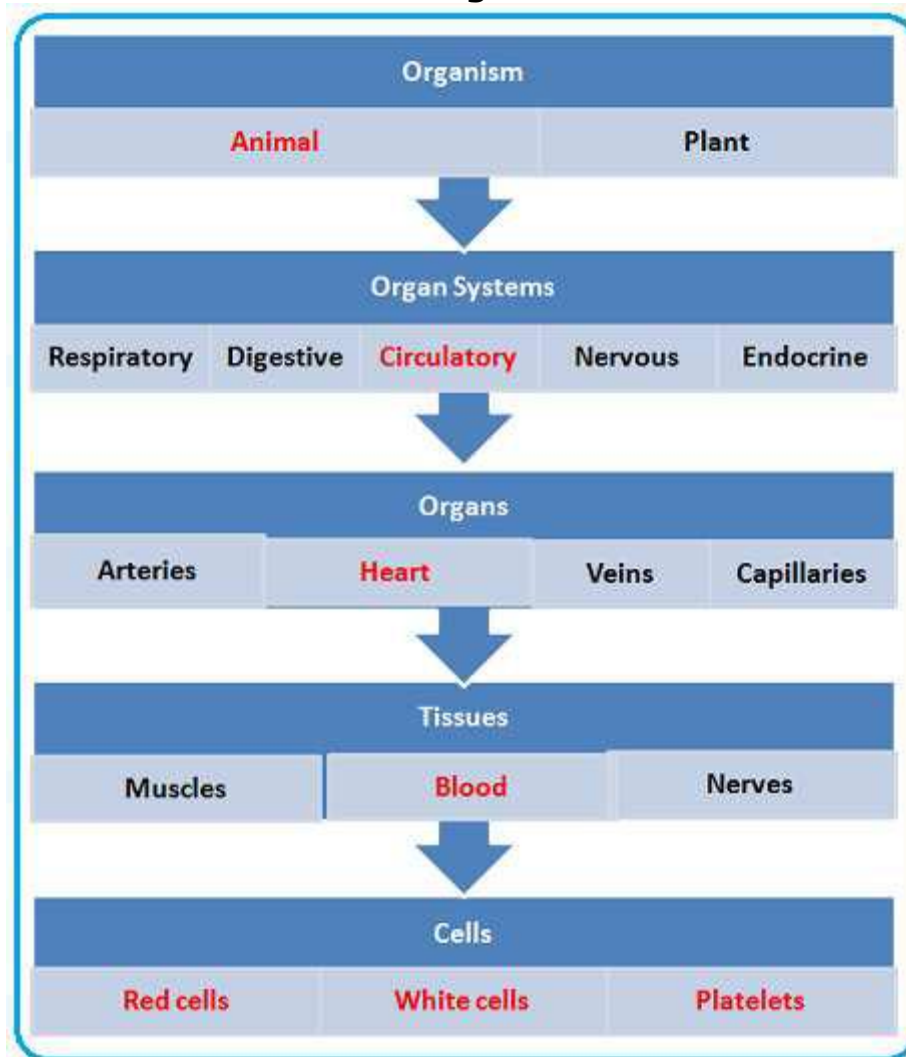 Organism
Animal Plant
Organ Systems
Respiratory Digestive Circulatory Nervous Endocrine
Organs
Arteries Heart Veins Capillaries
Tissues
Muscles Blood Nerves
Cells
Red cells White cells Platelets